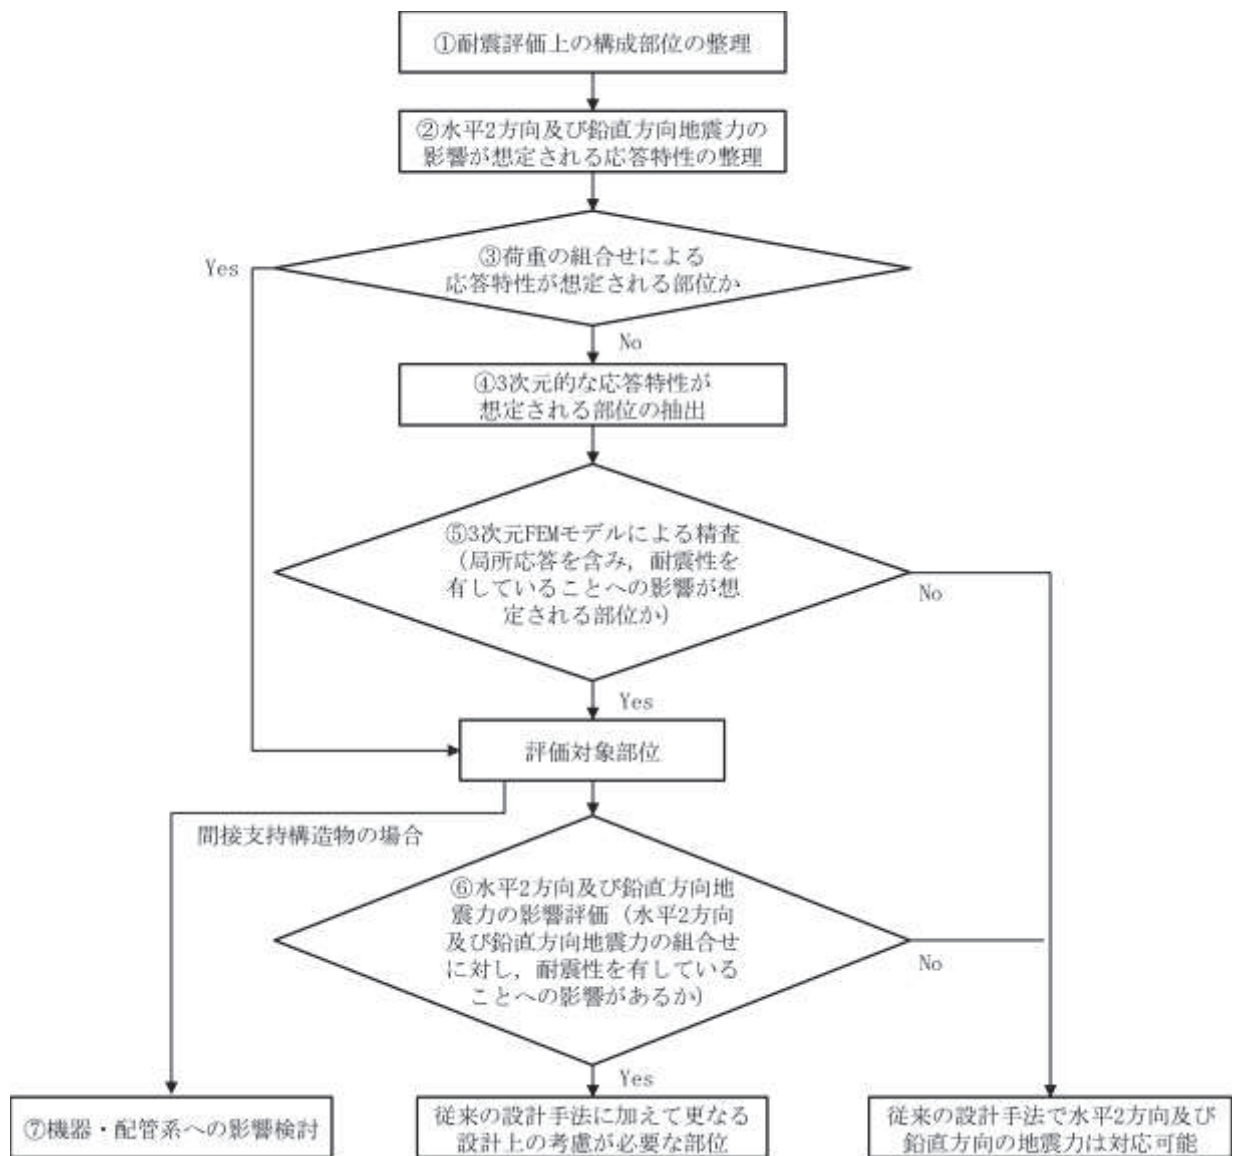 ①耐震評価上の構成部位の整理
②水平2方向及び鉛直方向地震力の
影響が想定される応答特性の整理
③荷重の組合せによる
応答特性が想定される部位か
Yes
No
④3次元的な応答特性が
想定される部位の抽出
⑤3次元FEMモデルによる精査
(局所応答を含み，耐震性を
有していることへの影響が想
定される部位か)
No
Yes
評価対象部位
間接支持構造物の場合
⑥水平2方向及び鉛直方向地
震力の影響評価（水平2方向
及び鉛直方向地震力の組合せ
に対し，耐震性を有している
ことへの影響があるか)
No
Yes
⑦機器・配管系への影響検討
従来の設計手法に加えて更なる
設計上の考慮が必要な部位
従来の設計手法で水平2方向及び
鉛直方向の地震力は対応可能